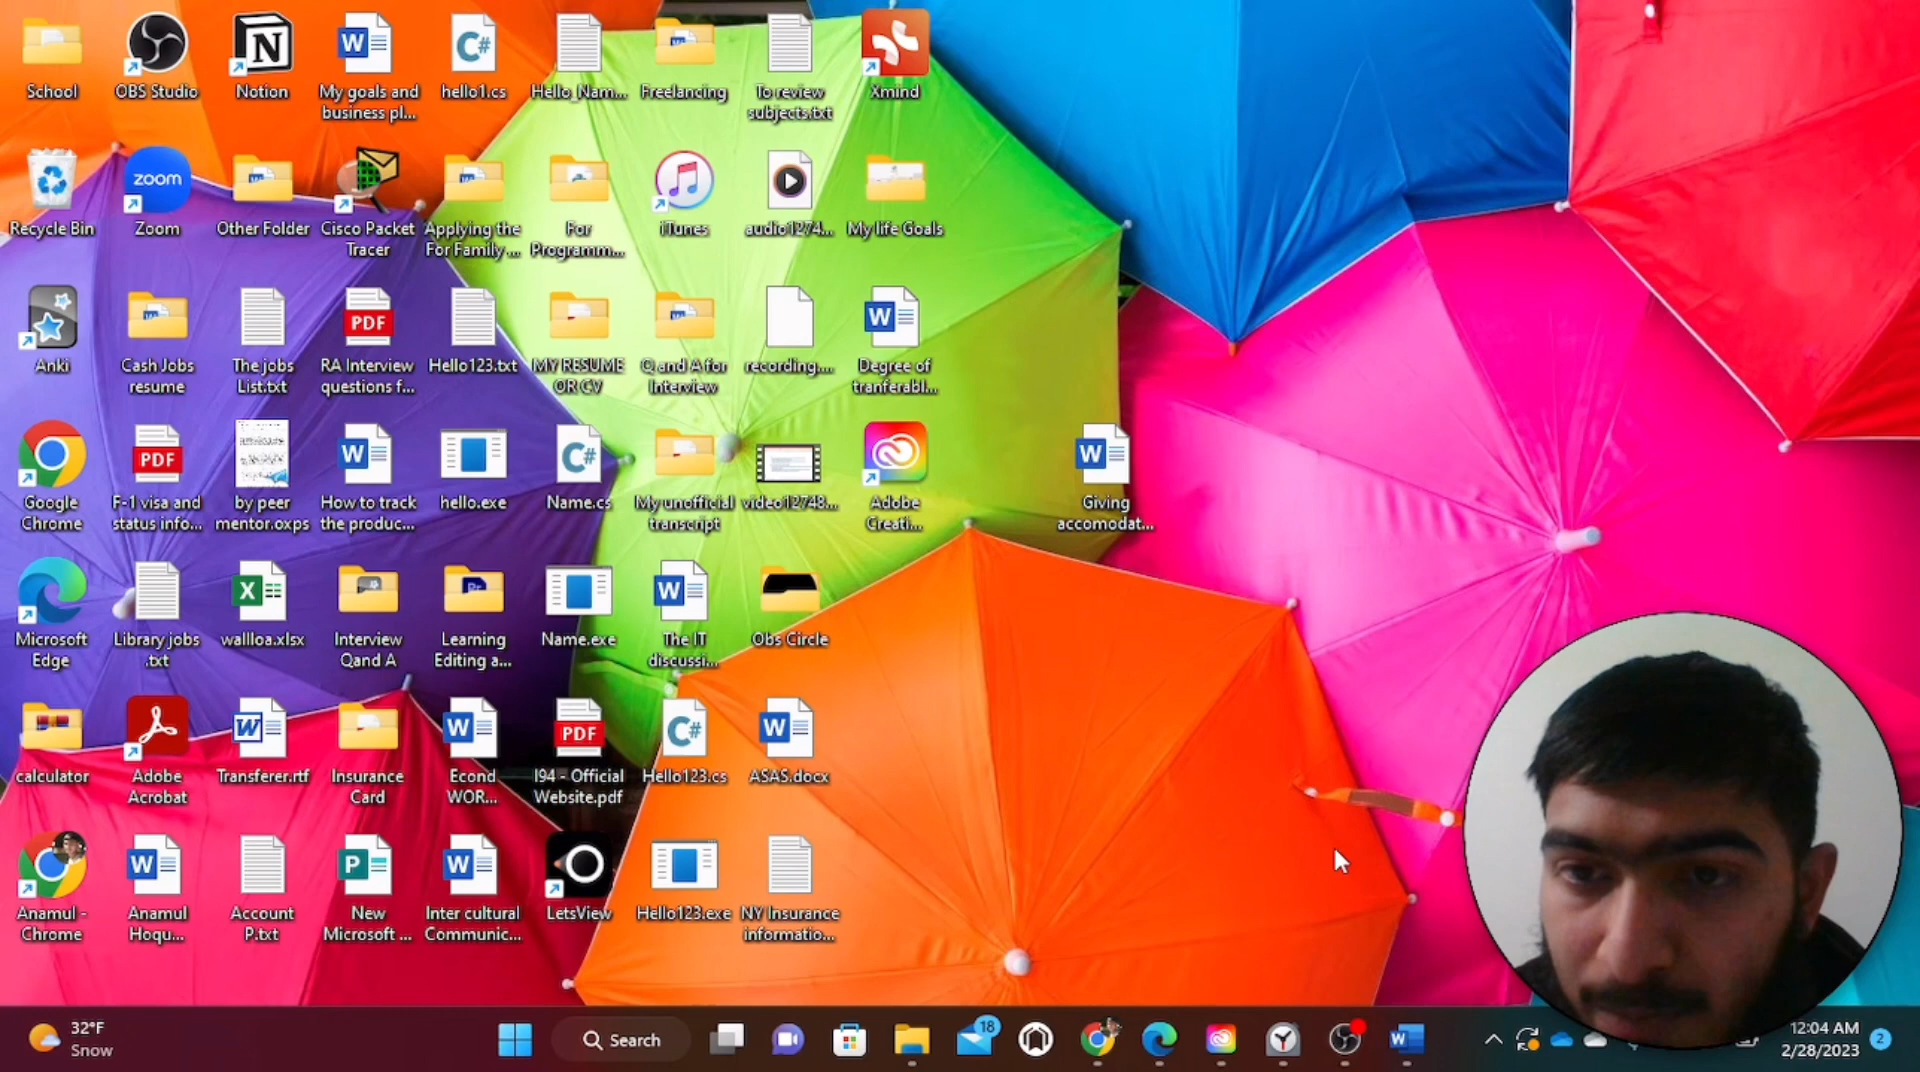 School
OBS Studio
Notion
My goals and
business pl...
hello1.cs
Hello_Nam...
Freelancing
To review
subjects.txt
Xmind
Recycle Bin
zoom
Zoom
Other Folder
Cisco Packet
Tracer
Applying the
For Family ...
For
Programm...
iTunes
audio1274...
My life Goals
Anki
Cash Jobs
resume
The jobs
List.txt
PDF
RA Interview
questions f...
Hello123.txt
MY RESUME
OR CV
Q and A for
Interview
recording....
Degree of
tranferabl...
Google
Chrome
PDF
F-1 visa and
status info...
by peer
mentor.oxps
How to track
the produc...
hello.exe
Name.cs
My unofficial
transcript
video12748...
Adobe
Creati...
Giving
accomodat...
Microsoft
Edge
Library jobs
.txt
wallloa.xlsx
Interview
Qand A
Learning
Editing a...
Name.exe
The IT
discussi...
Obs Circle
calculator
Adobe
Acrobat
Transferer.rtf
Insurance
Card
Econd
WOR...
PDF
I94 - Official
Website.pdf
Hello123.cs
ASAS.docx
Anamul -
Chrome
Anamul
Hoqu...
Account
P.txt
New
Microsoft ...
Inter cultural
Communic...
LetsView
Hello123.exe
NY Insurance
informatio...
32°F
Snow
Search
18
12:04 AM
2/28/2023
2